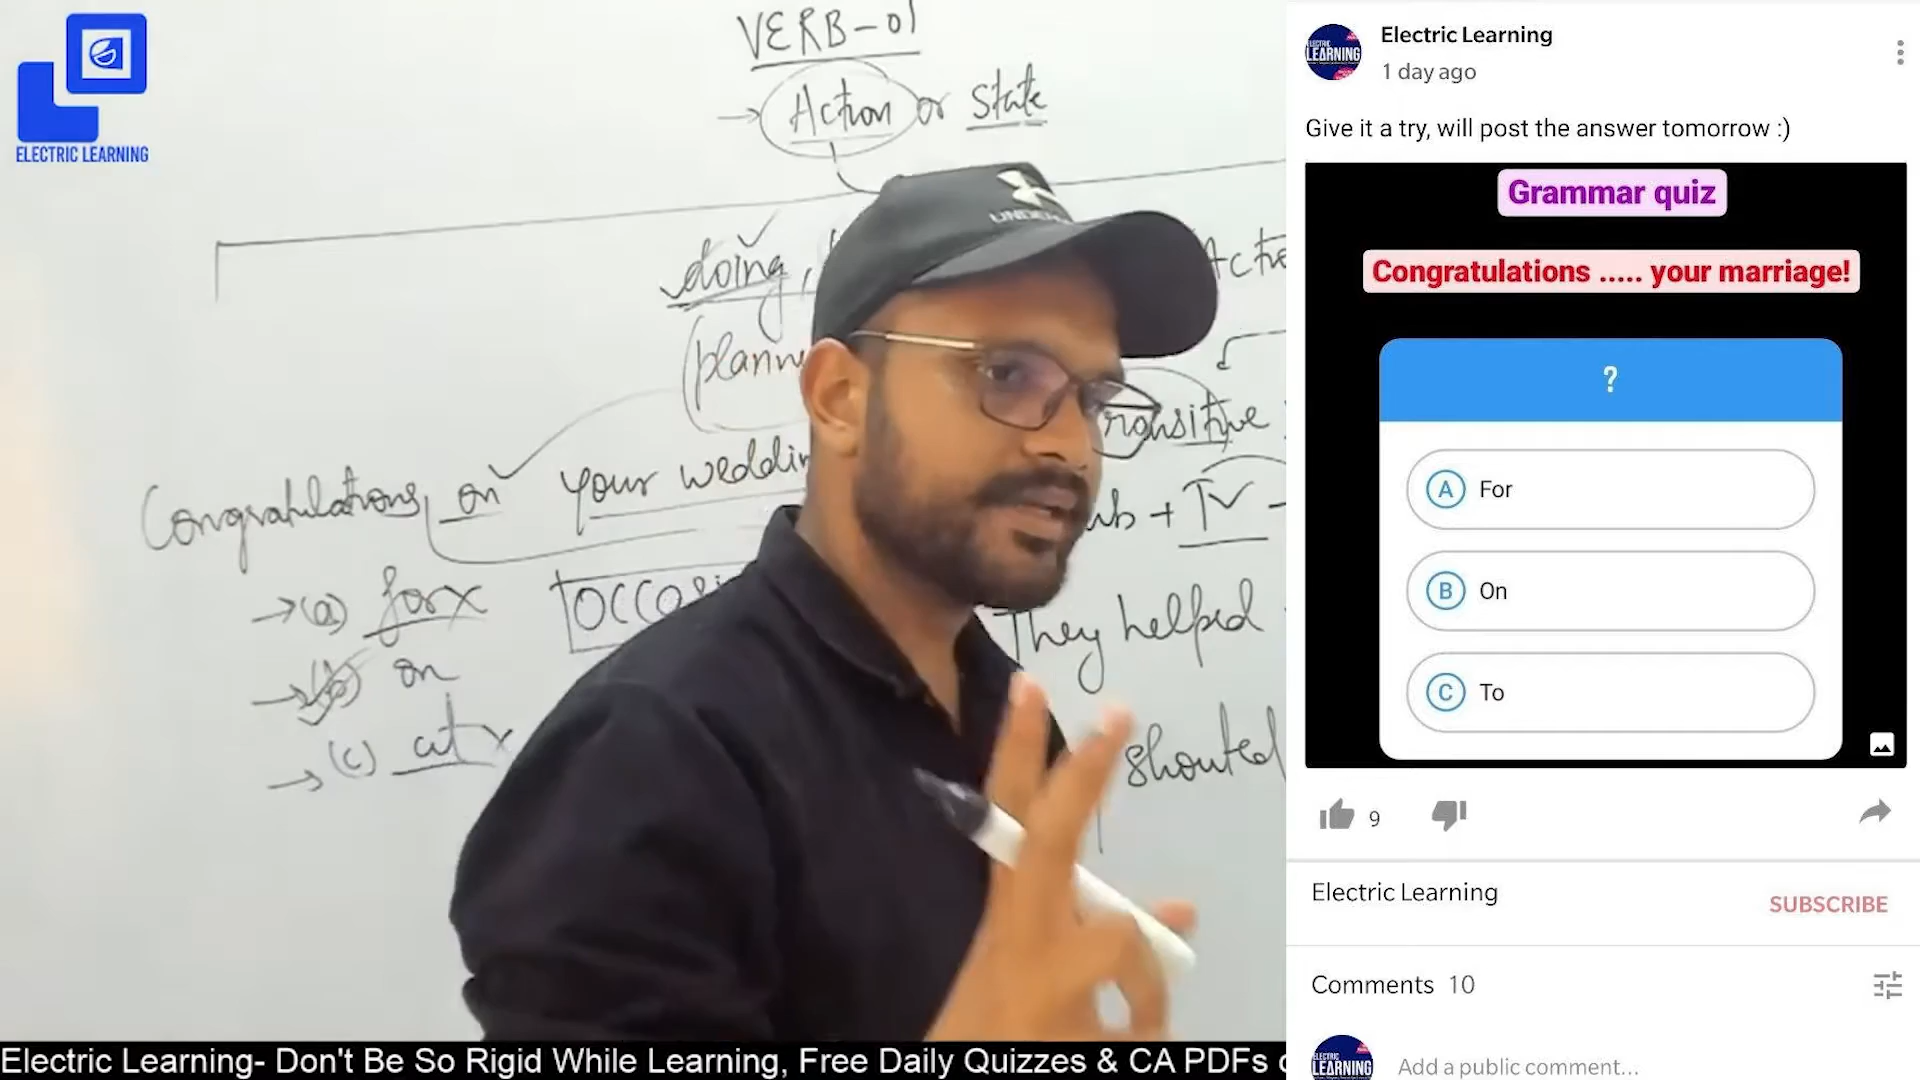 VERB-01
→ Action or State
doing,
Congratulations on your
→(a) for x
→(b) on
→(c) at x
They helped
shouted
+ TV -
UNDER
ELECTRIC LEARNING
Electric Learning
1 day ago
Give it a try, will post the answer tomorrow :)
Grammar quiz
Congratulations ..... your marriage!
?
A For
B On
C To
9
Electric Learning
SUBSCRIBE
Comments 10
Add a public comment...
Electric Learning- Don't Be So Rigid While Learning, Free Daily Quizzes & CA PDFs